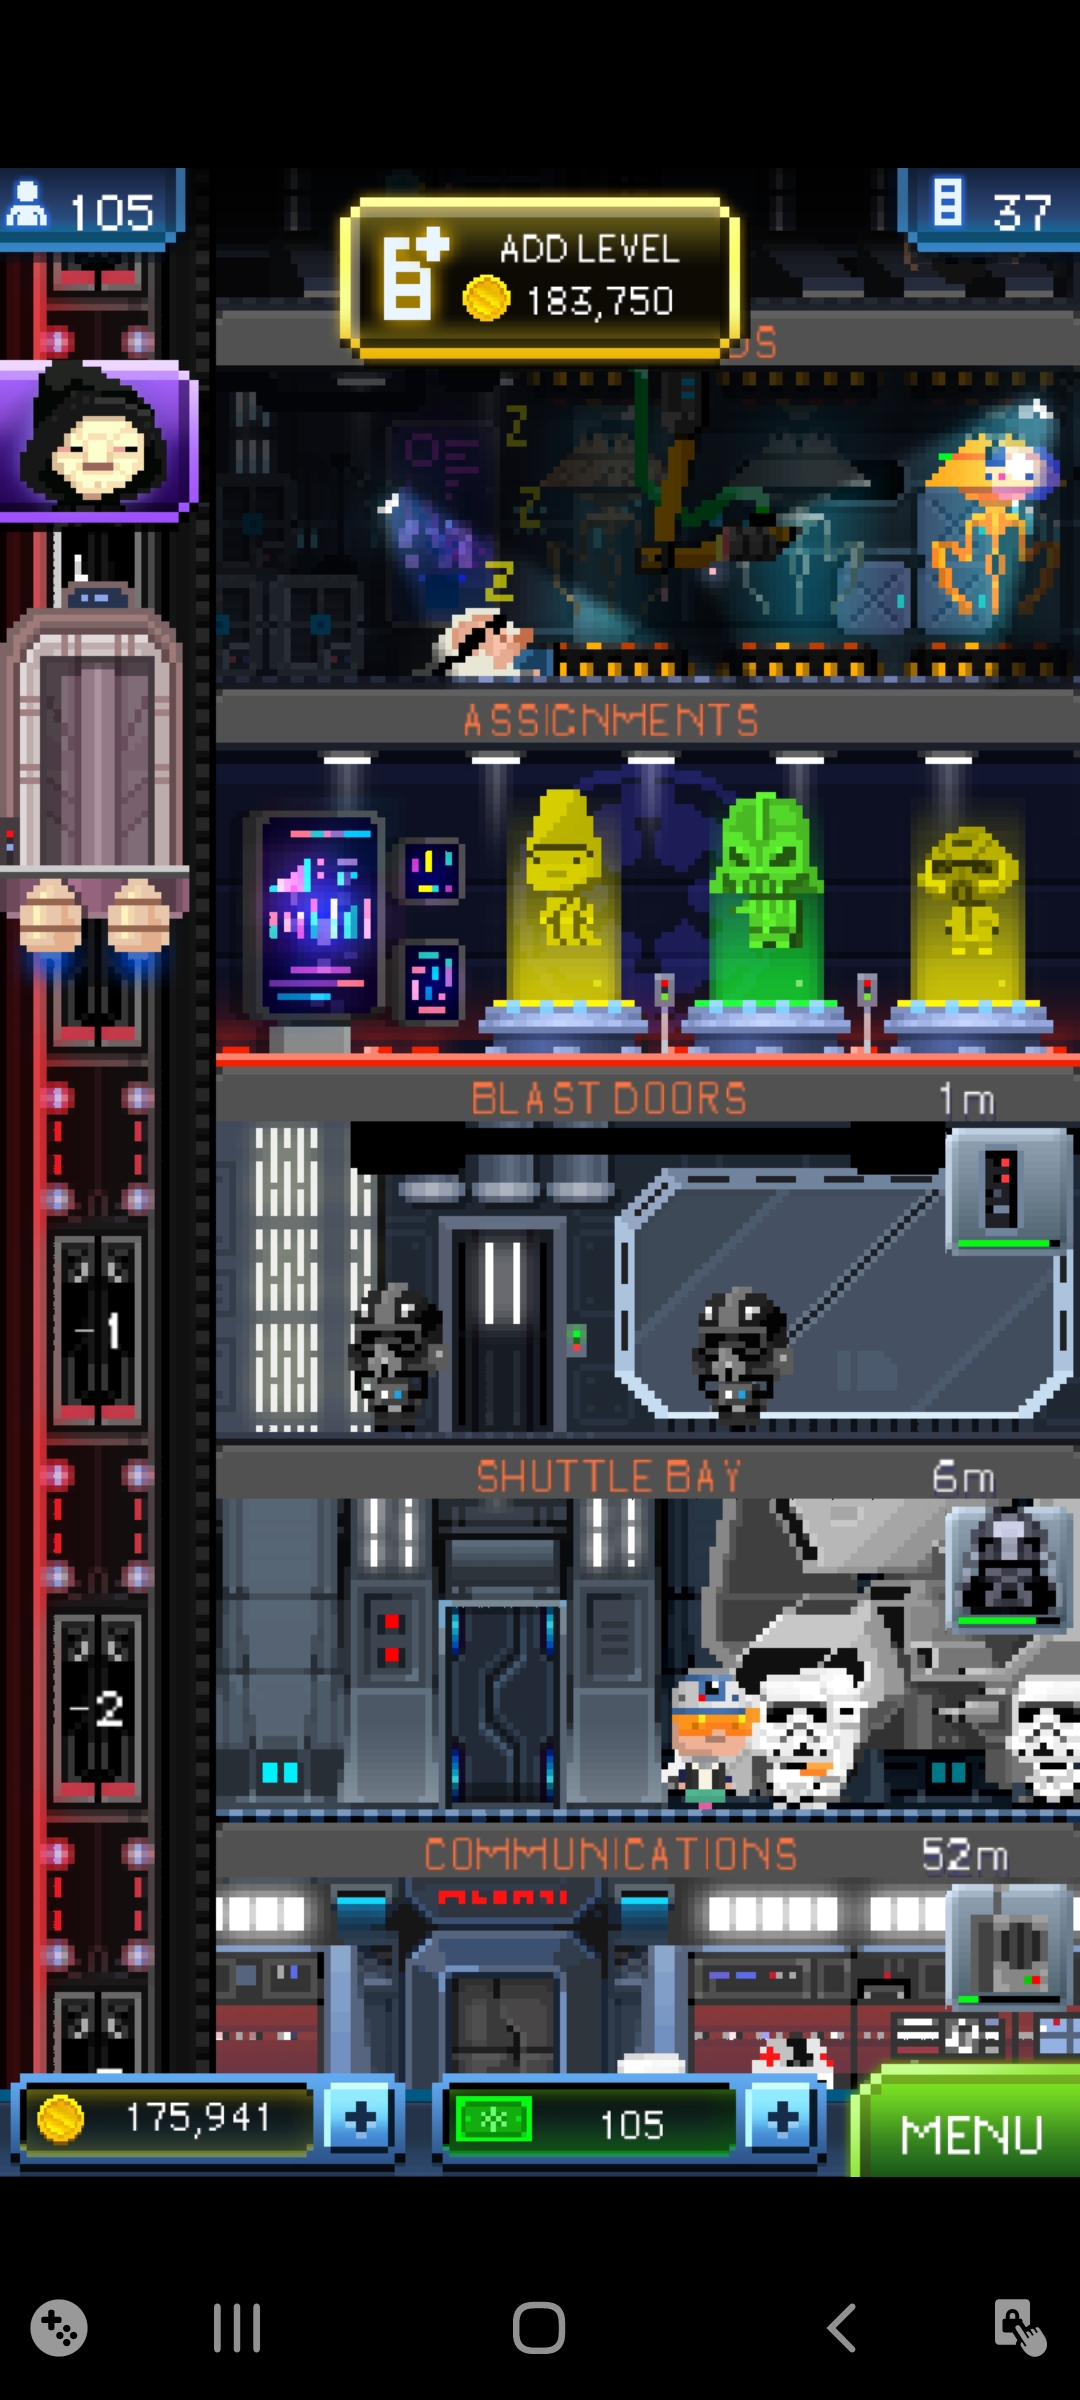 105
37
ADD LEVEL
183,750
Z
Z
Z
ASSIGNMENTS
BLAST DOORS
1m
-1
SHUTTLE BAY
6m
-2
COMMUNICATIONS
52m
175,941
105
MENU